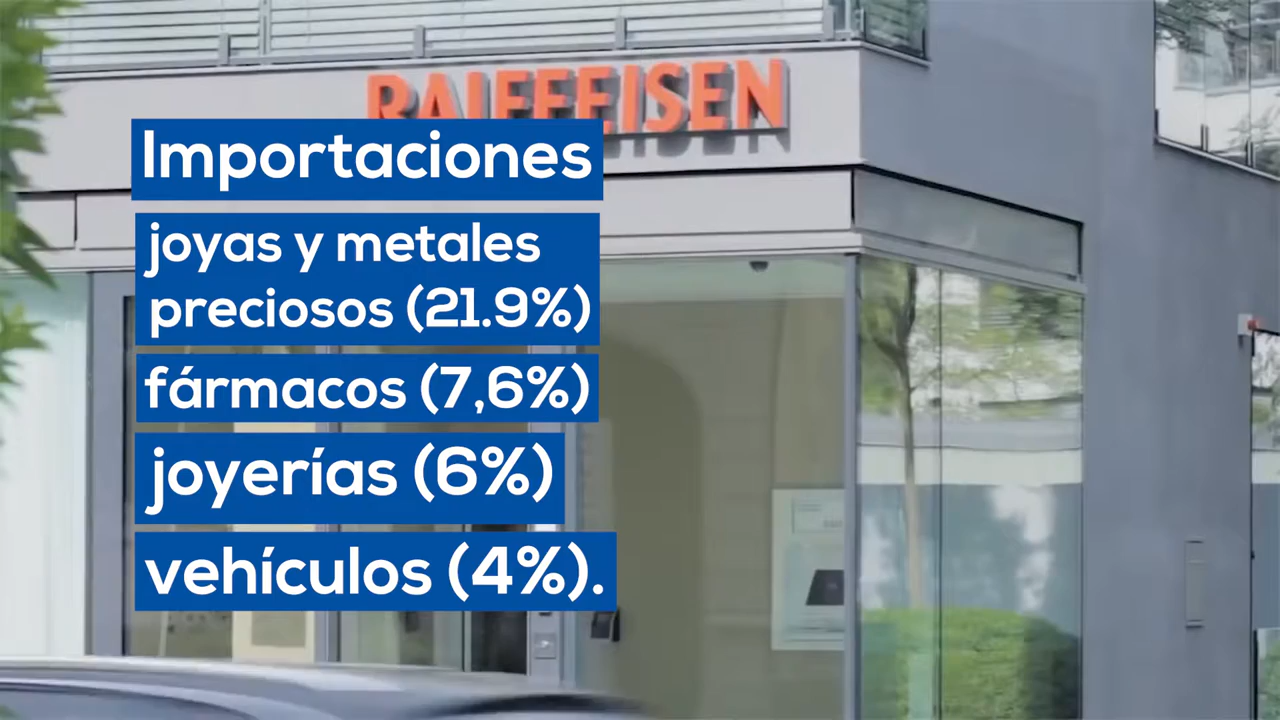 RAIFFEISEN
Importaciones
joyas y metales
preciosos (21.9%)
fármacos (7,6%)
joyerías (6%)
vehículos (4%).